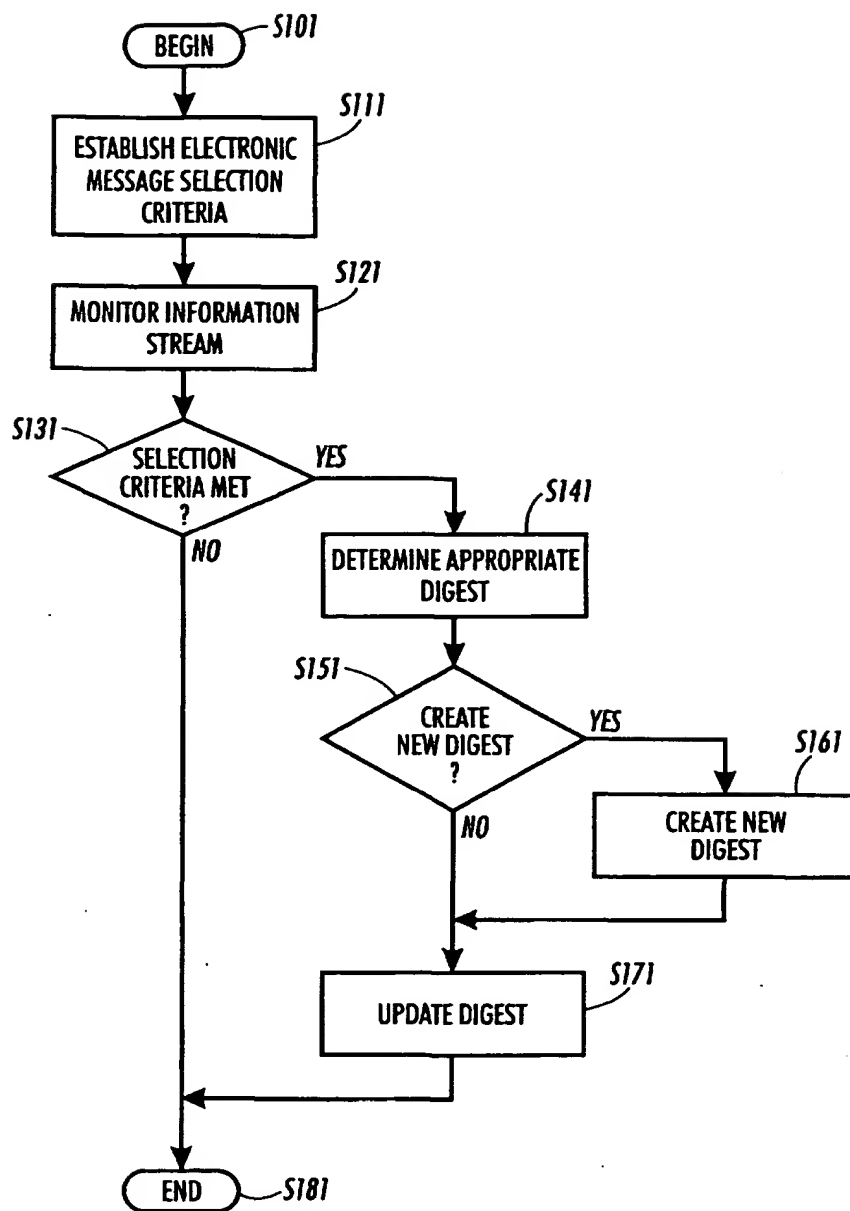 BEGIN
S101
S111
ESTABLISH ELECTRONIC
MESSAGE SELECTION
CRITERIA
S121
MONITOR INFORMATION
STREAM
S131
SELECTION
CRITERIA MET
?
YES
NO
S141
DETERMINE APPROPRIATE
DIGEST
S151
CREATE
NEW DIGEST
?
YES
NO
S161
CREATE NEW
DIGEST
S171
UPDATE DIGEST
END
S181